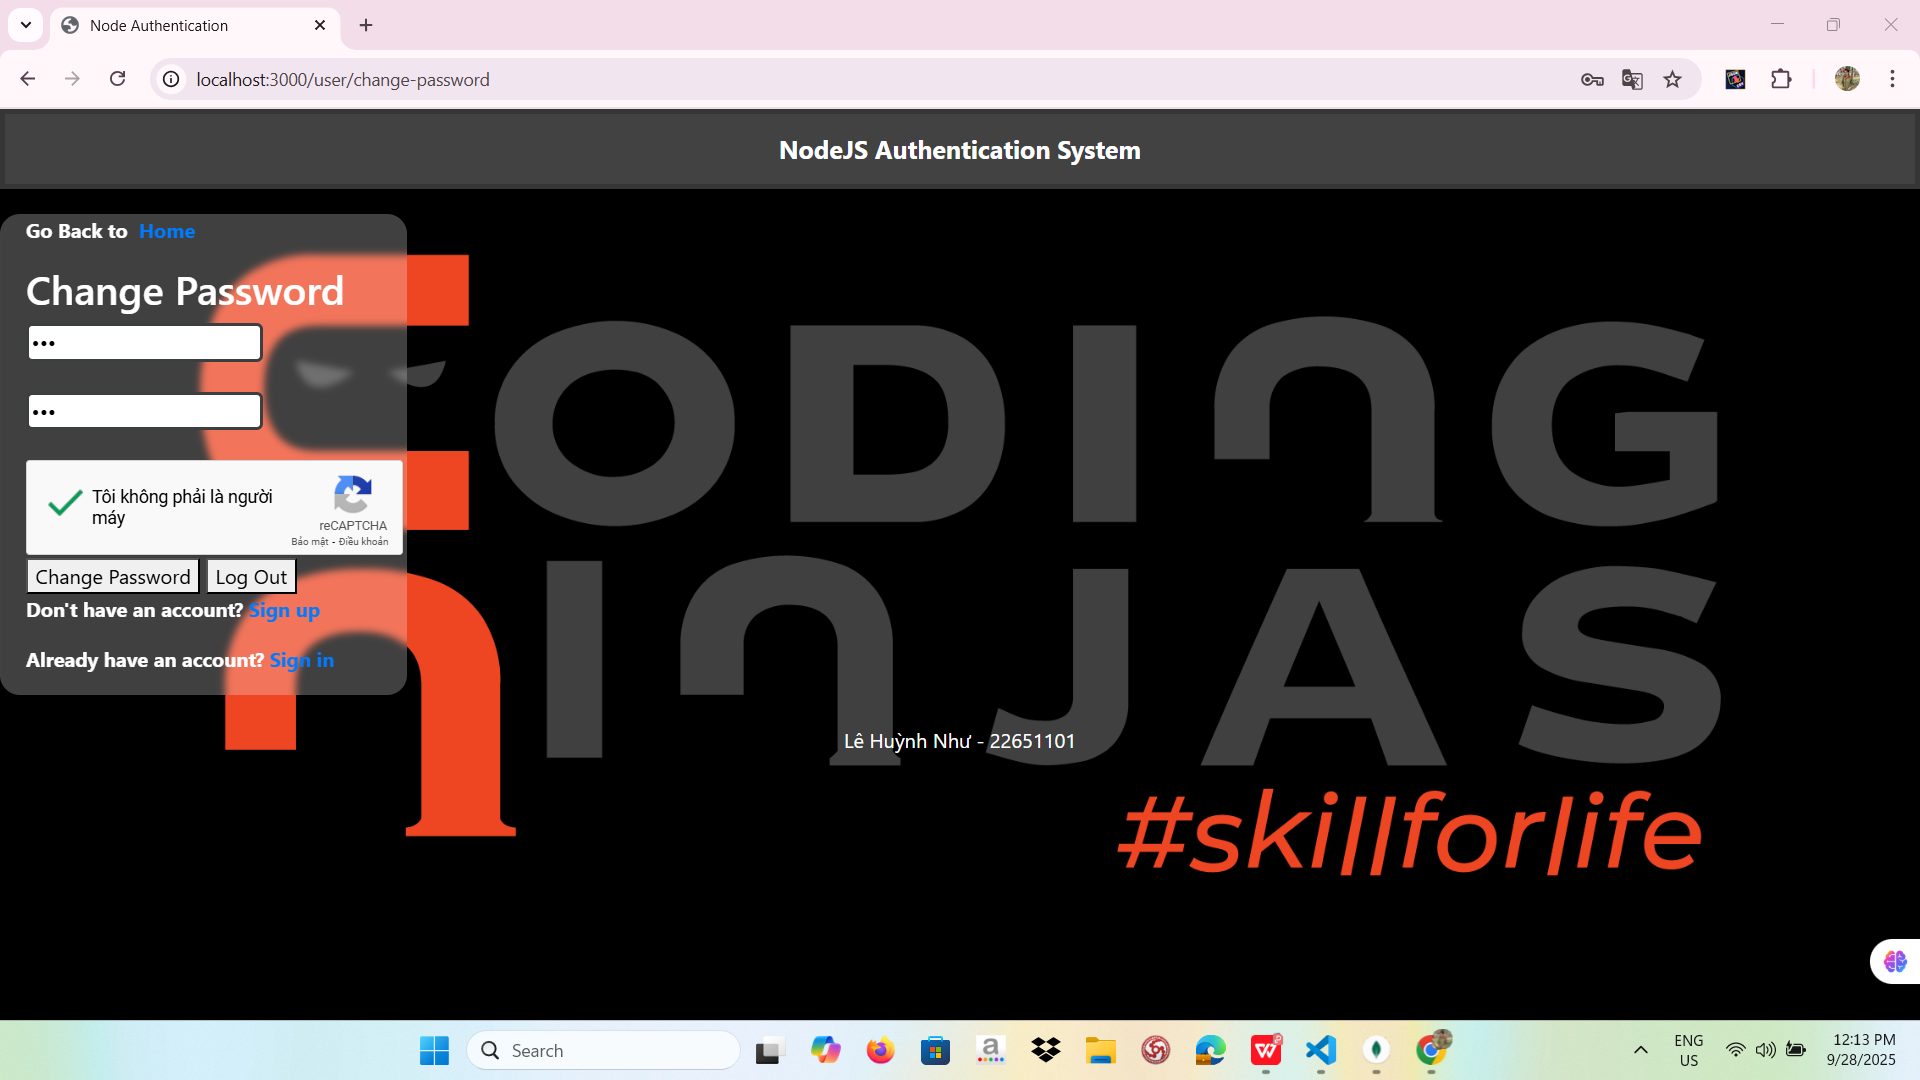 Node Authentication
localhost:3000/user/change-password
NodeJS Authentication System
Go Back to Home
Change Password
•••
•••
Tôi không phải là người
máy
reCAPTCHA
Bảo mật - Điều khoản
Change Password
Log Out
Don't have an account? Sign up
Already have an account? Sign in
CODING
NINJAS
Lê Huỳnh Như - 22651101
#skillforlife
Search
ENG
US
12:13 PM
9/28/2025